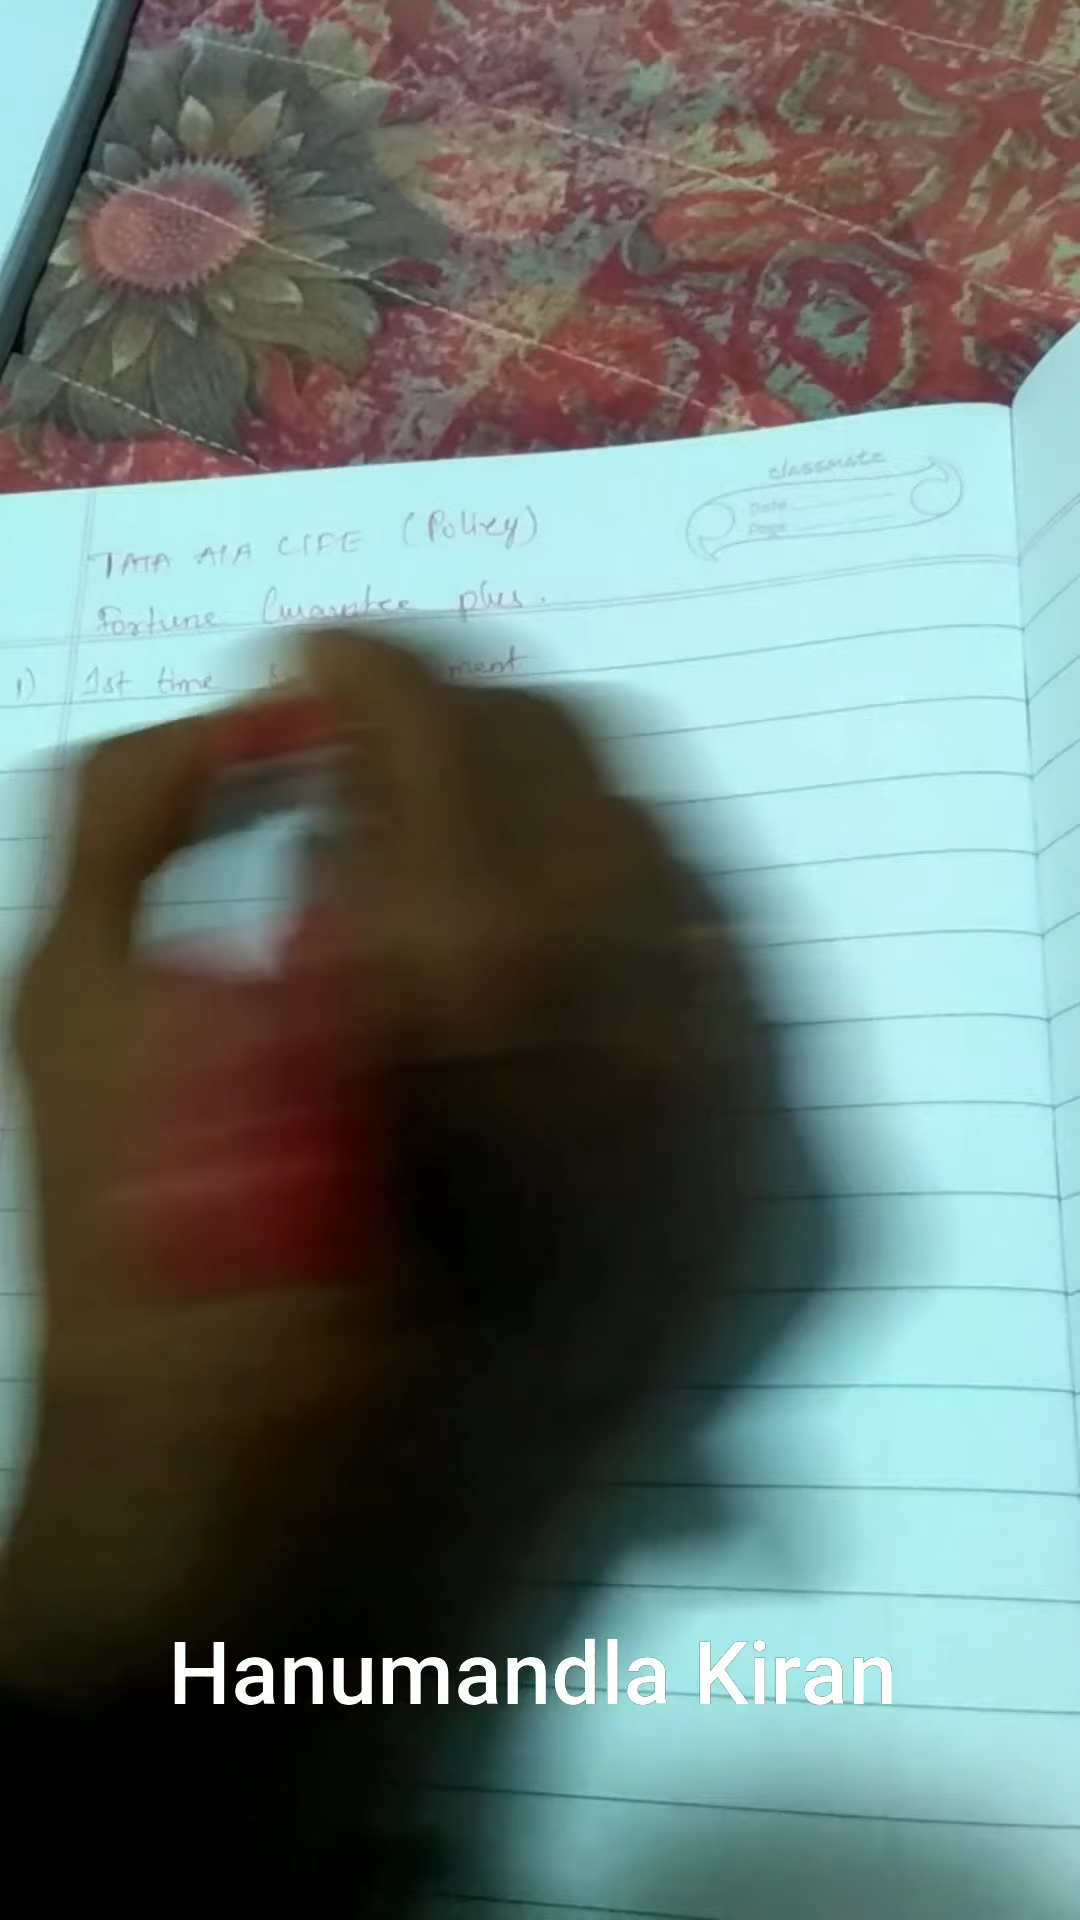 classmate
Date
Page
TATA AIA LIFE (Policy)
Fortune Guarantee plus.
1) 1st time
Hanumandla Kiran